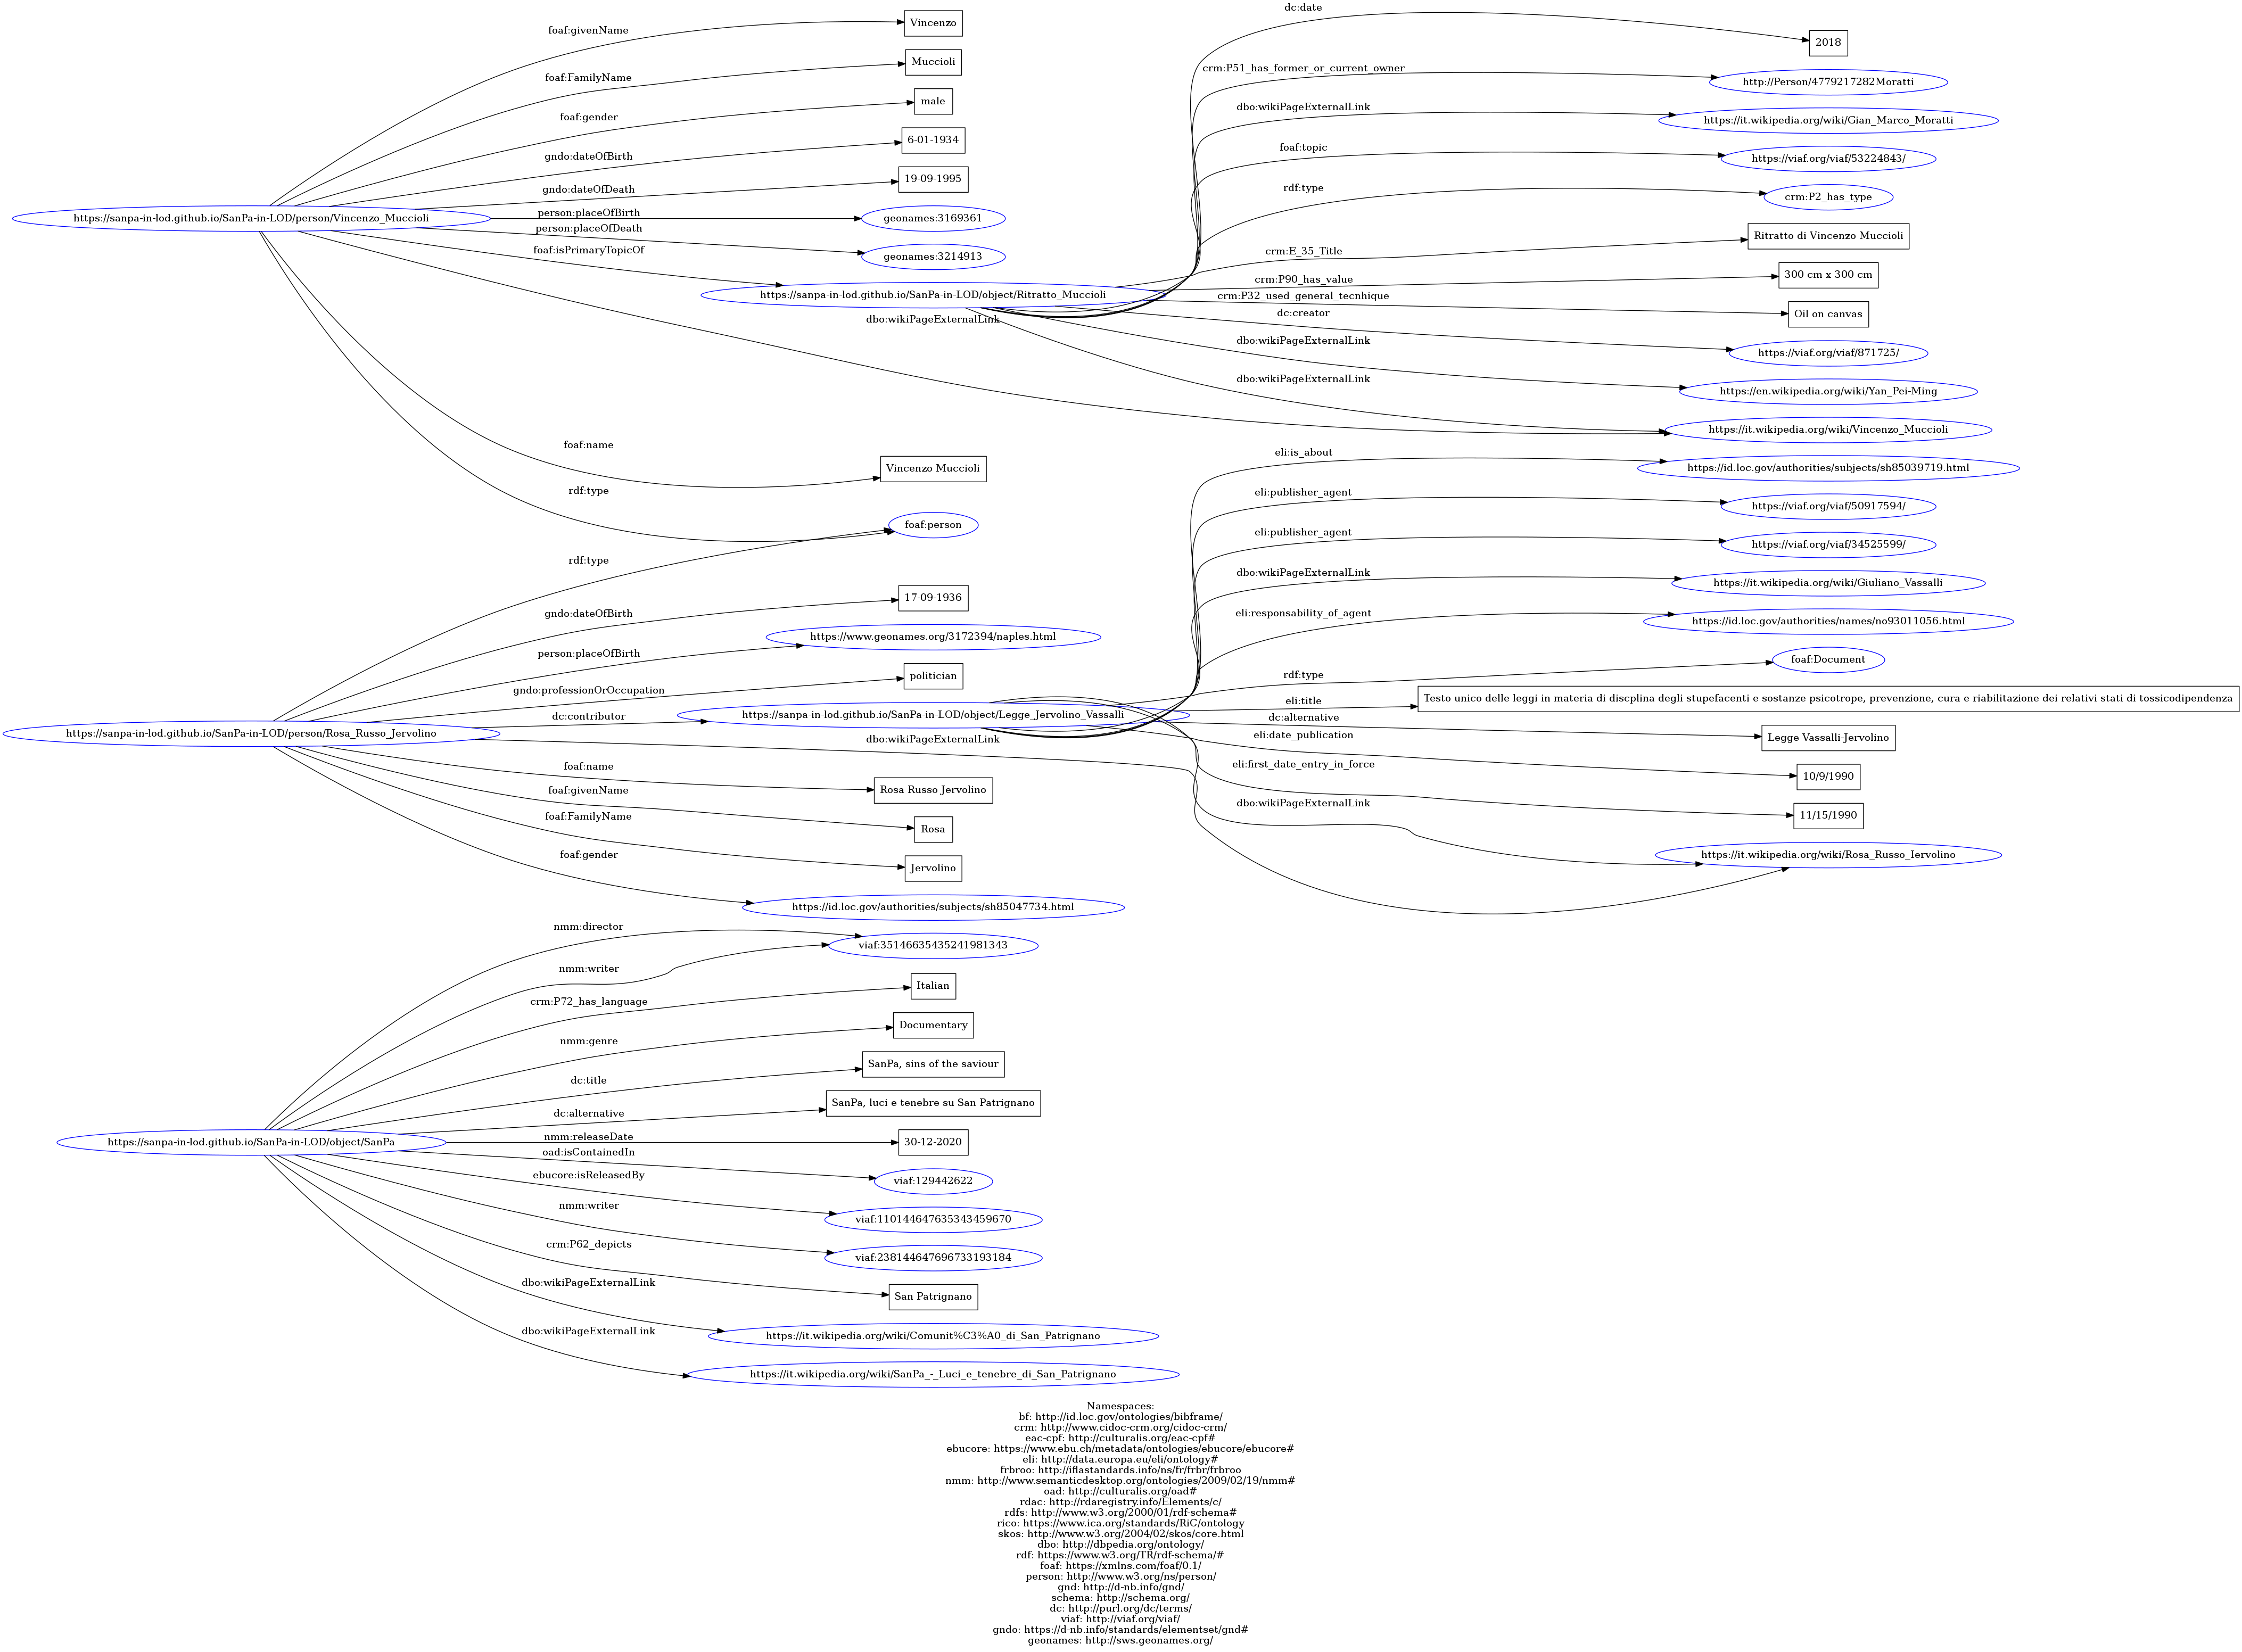 dc:date
foaf:givenName
Vincenzo
2018
crm:P51_has_former_or_current_owner
http://Person/4779217282Moratti
foaf:FamilyName
Muccioli
dbo:wikiPageExternalLink
https://it.wikipedia.org/wiki/Gian_Marco_Moratti
foaf:gender
male
foaf:topic
https://viaf.org/viaf/53224843/
gndo:dateOfBirth
6-01-1934
rdf:type
crm:P2_has_type
gndo:dateOfDeath
19-09-1995
https://sanpa-in-lod.github.io/SanPa-in-LOD/person/Vincenzo_Muccioli
person:placeOfBirth
geonames:3169361
person:placeOfDeath
geonames:3214913
foaf:isPrimaryTopicOf
crm:E_35_Title
Ritratto di Vincenzo Muccioli
crm:P90_has_value
300 cm x 300 cm
https://sanpa-in-lod.github.io/SanPa-in-LOD/object/Ritratto_Muccioli
crm:P32_used_general_tecnhique
Oil on canvas
dbo:wikiPageExternalLink
dc:creator
https://viaf.org/viaf/871725/
dbo:wikiPageExternalLink
https://en.wikipedia.org/wiki/Yan_Pei-Ming
dbo:wikiPageExternalLink
https://it.wikipedia.org/wiki/Vincenzo_Muccioli
foaf:name
Vincenzo Muccioli
eli:is_about
https://id.loc.gov/authorities/subjects/sh85039719.html
rdf:type
foaf:person
eli:publisher_agent
https://viaf.org/viaf/50917594/
eli:publisher_agent
https://viaf.org/viaf/34525599/
rdf:type
dbo:wikiPageExternalLink
https://it.wikipedia.org/wiki/Giuliano_Vassalli
gndo:dateOfBirth
17-09-1936
eli:responsability_of_agent
https://id.loc.gov/authorities/names/no93011056.html
person:placeOfBirth
https://www.geonames.org/3172394/naples.html
rdf:type
foaf:Document
gndo:professionOrOccupation
politician
eli:title
Testo unico delle leggi in materia di discplina degli stupefacenti e sostanze psicotrope, prevenzione, cura e riabilitazione dei relativi stati di tossicodipendenza
dc:contributor
https://sanpa-in-lod.github.io/SanPa-in-LOD/object/Legge_Jervolino_Vassalli
dc:alternative
Legge Vassalli-Jervolino
https://sanpa-in-lod.github.io/SanPa-in-LOD/person/Rosa_Russo_Jervolino
dbo:wikiPageExternalLink
eli:date_publication
10/9/1990
foaf:name
Rosa Russo Jervolino
eli:first_date_entry_in_force
11/15/1990
foaf:givenName
Rosa
dbo:wikiPageExternalLink
https://it.wikipedia.org/wiki/Rosa_Russo_Iervolino
foaf:FamilyName
Jervolino
foaf:gender
https://id.loc.gov/authorities/subjects/sh85047734.html
nmm:director
viaf:35146635435241981343
nmm:writer
crm:P72_has_language
Italian
nmm:genre
Documentary
dc:title
SanPa, sins of the saviour
dc:alternative
SanPa, luci e tenebre su San Patrignano
https://sanpa-in-lod.github.io/SanPa-in-LOD/object/SanPa
nmm:releaseDate
30-12-2020
oad:isContainedIn
viaf:129442622
ebucore:isReleasedBy
viaf:110144647635343459670
nmm:writer
viaf:238144647696733193184
crm:P62_depicts
San Patrignano
dbo:wikiPageExternalLink
https://it.wikipedia.org/wiki/Comunit%C3%A0_di_San_Patrignano
dbo:wikiPageExternalLink
https://it.wikipedia.org/wiki/SanPa_-_Luci_e_tenebre_di_San_Patrignano
Namespaces:
bf: http://id.loc.gov/ontologies/bibframe/
crm: http://www.cidoc-crm.org/cidoc-crm/
eac-cpf: http://culturalis.org/eac-cpf#
ebucore: https://www.ebu.ch/metadata/ontologies/ebucore/ebucore#
eli: http://data.europa.eu/eli/ontology#
frbroo: http://iflastandards.info/ns/fr/frbr/frbroo
nmm: http://www.semanticdesktop.org/ontologies/2009/02/19/nmm#
oad: http://culturalis.org/oad#
rdac: http://rdaregistry.info/Elements/c/
rdfs: http://www.w3.org/2000/01/rdf-schema#
rico: https://www.ica.org/standards/RiC/ontology
skos: http://www.w3.org/2004/02/skos/core.html
dbo: http://dbpedia.org/ontology/
rdf: https://www.w3.org/TR/rdf-schema/#
foaf: https://xmlns.com/foaf/0.1/
person: http://www.w3.org/ns/person/
gnd: http://d-nb.info/gnd/
schema: http://schema.org/
dc: http://purl.org/dc/terms/
viaf: http://viaf.org/viaf/
gndo: https://d-nb.info/standards/elementset/gnd#
geonames: http://sws.geonames.org/